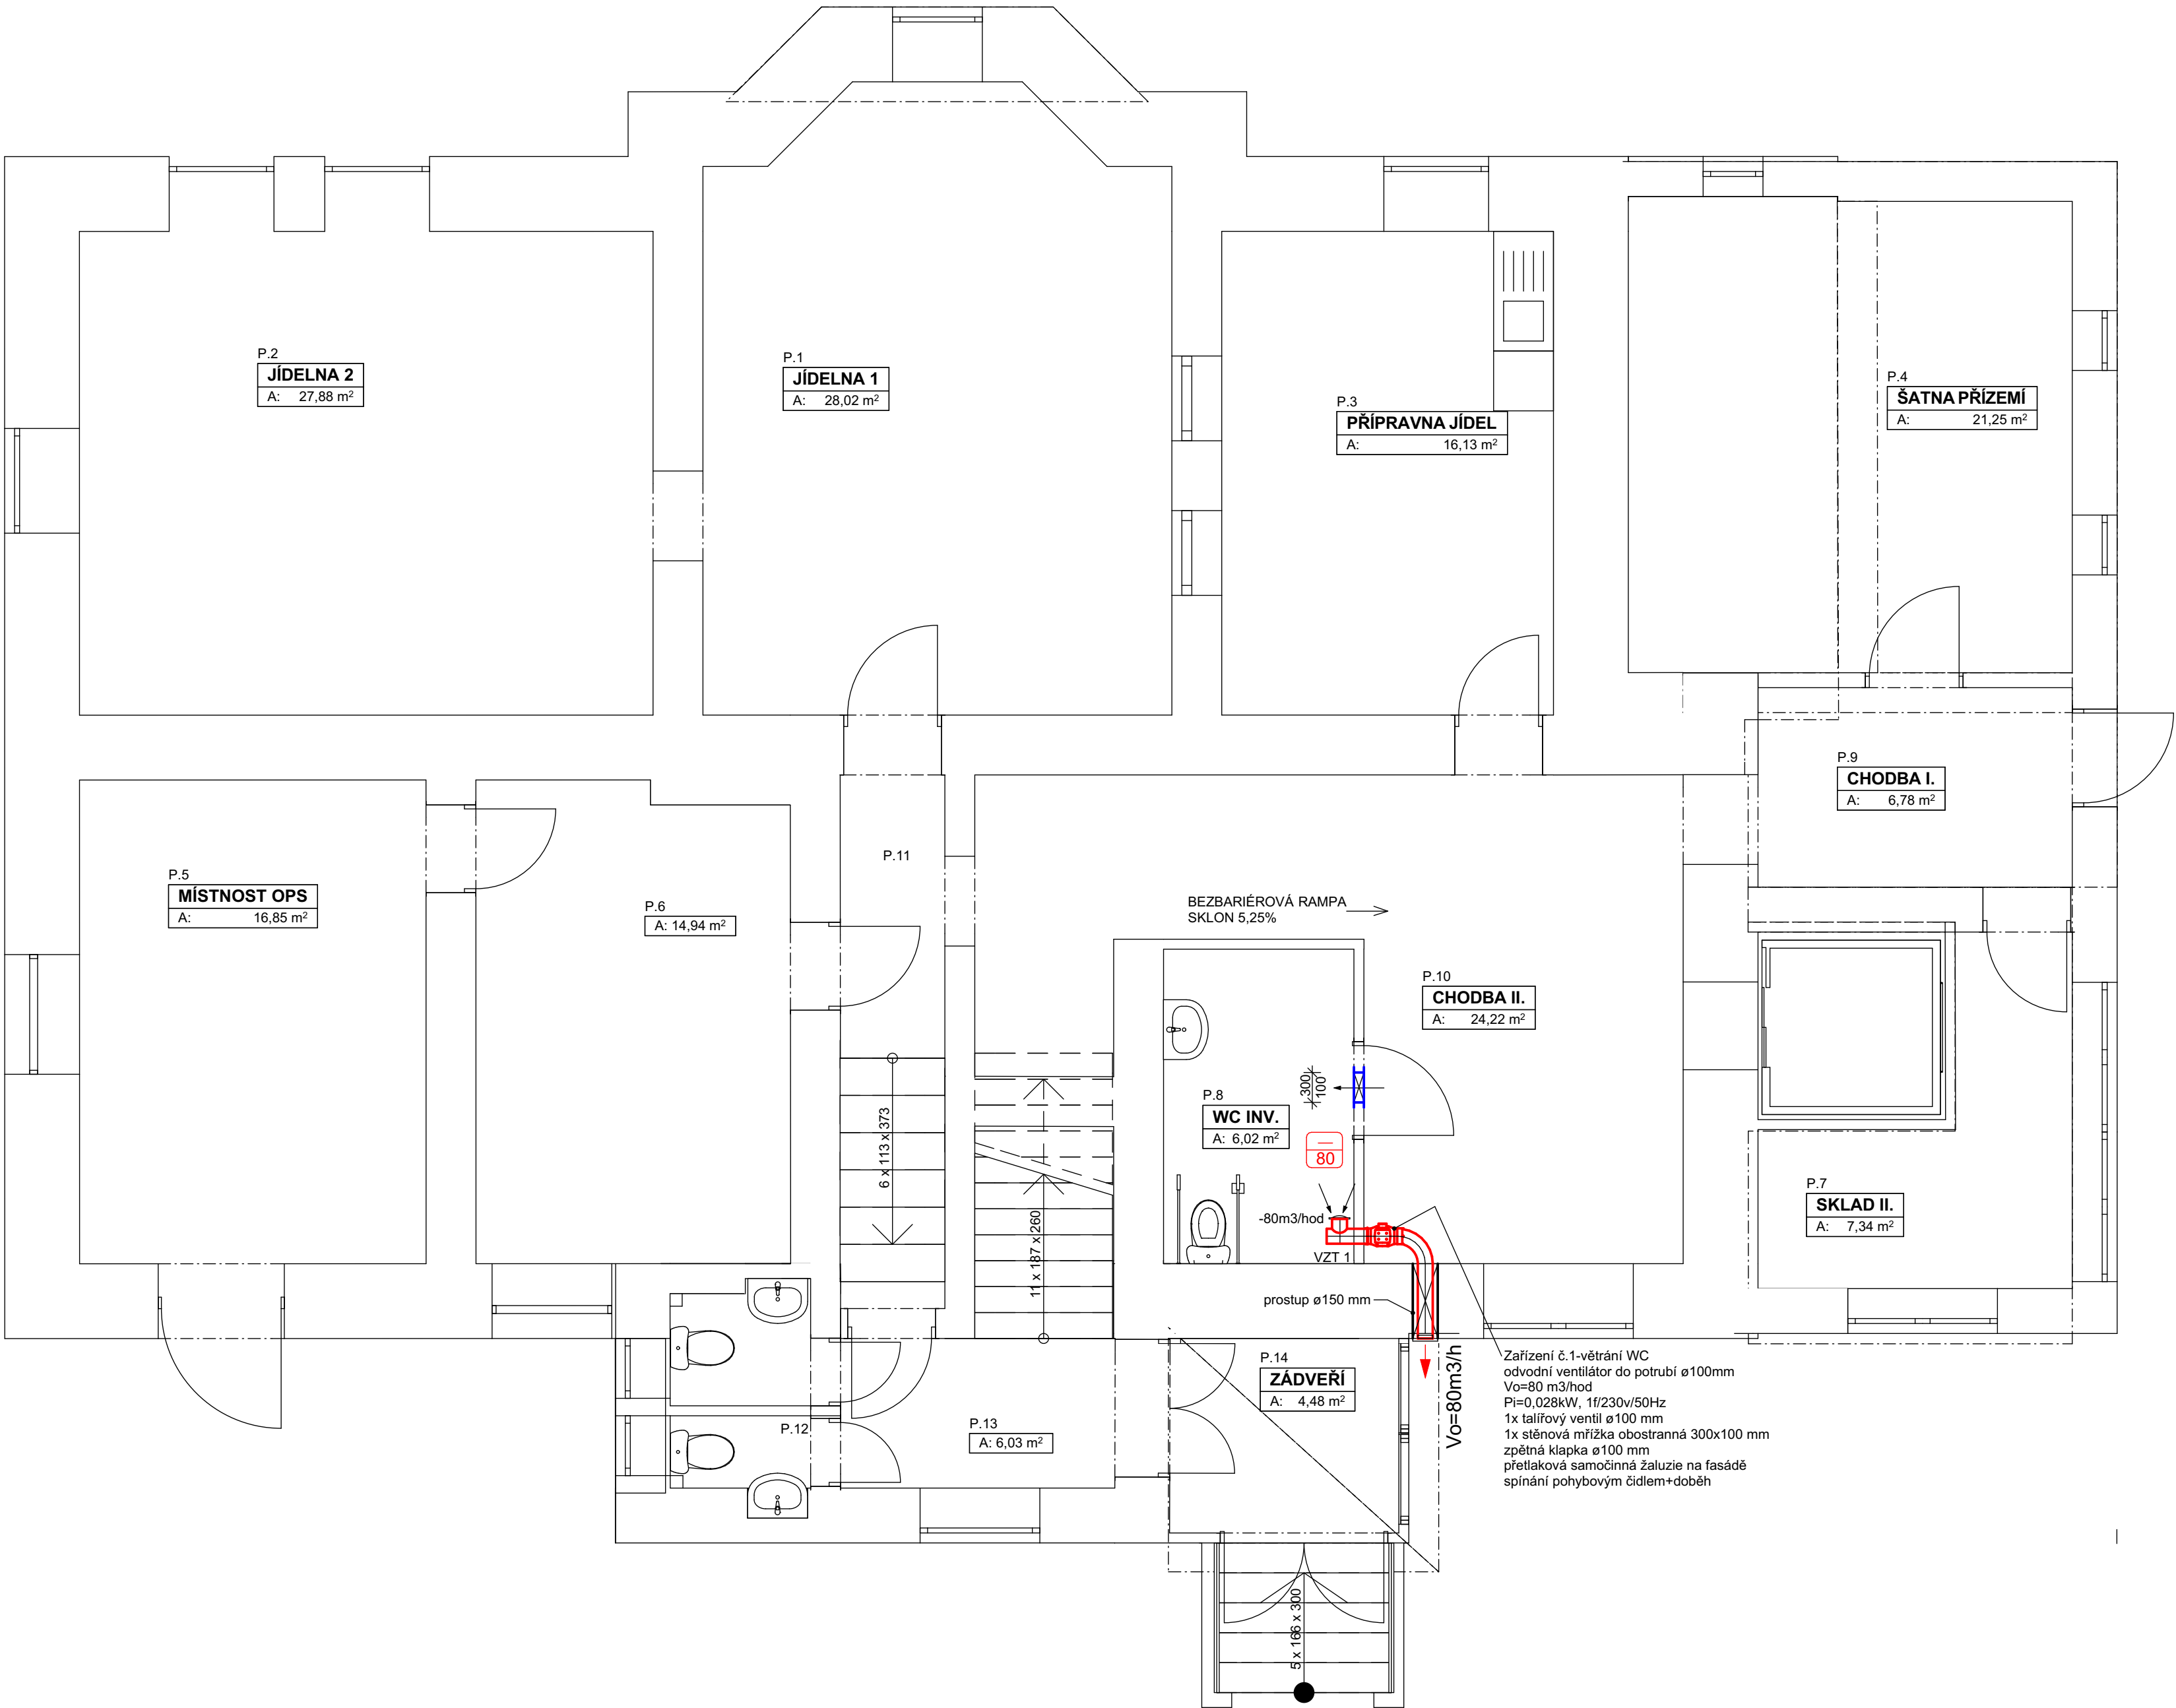 P.2
JÍDELNA 2
A: 27,88 m²
P.1
JÍDELNA 1
A: 28,02 m²
P.3
PŘÍPRAVNA JÍDEL
A: 16,13 m²
P.4
ŠATNA PŘÍZEMÍ
A: 21,25 m²
P.9
CHODBA I.
A: 6,78 m²
P.5
MÍSTNOST OPS
A: 16,85 m²
P.6
A: 14,94 m²
P.11
BEZBARIÉROVÁ RAMPA
SKLON 5,25%
P.10
CHODBA II.
A: 24,22 m²
P.8
WC INV.
A: 6,02 m²
300
100
80
-80m3/hod
VZT 1
prostup ø150 mm
6 x 113 x 373
11 x 187 x 260
P.7
SKLAD II.
A: 7,34 m²
P.12
P.13
A: 6,03 m²
P.14
ZÁDVEŘÍ
A: 4,48 m²
Vo=80m3/h
Zařízení č.1-větrání WC
odvodní ventilátor do potrubí ø100mm
Vo=80 m3/hod
Pi=0,028kW, 1f/230v/50Hz
1x talířový ventil ø100 mm
1x stěnová mřížka obostranná 300x100 mm
zpětná klapka ø100 mm
přetlaková samočinná žaluzie na fasádě
spínání pohybovým čidlem+doběh
5 x 166 x 300